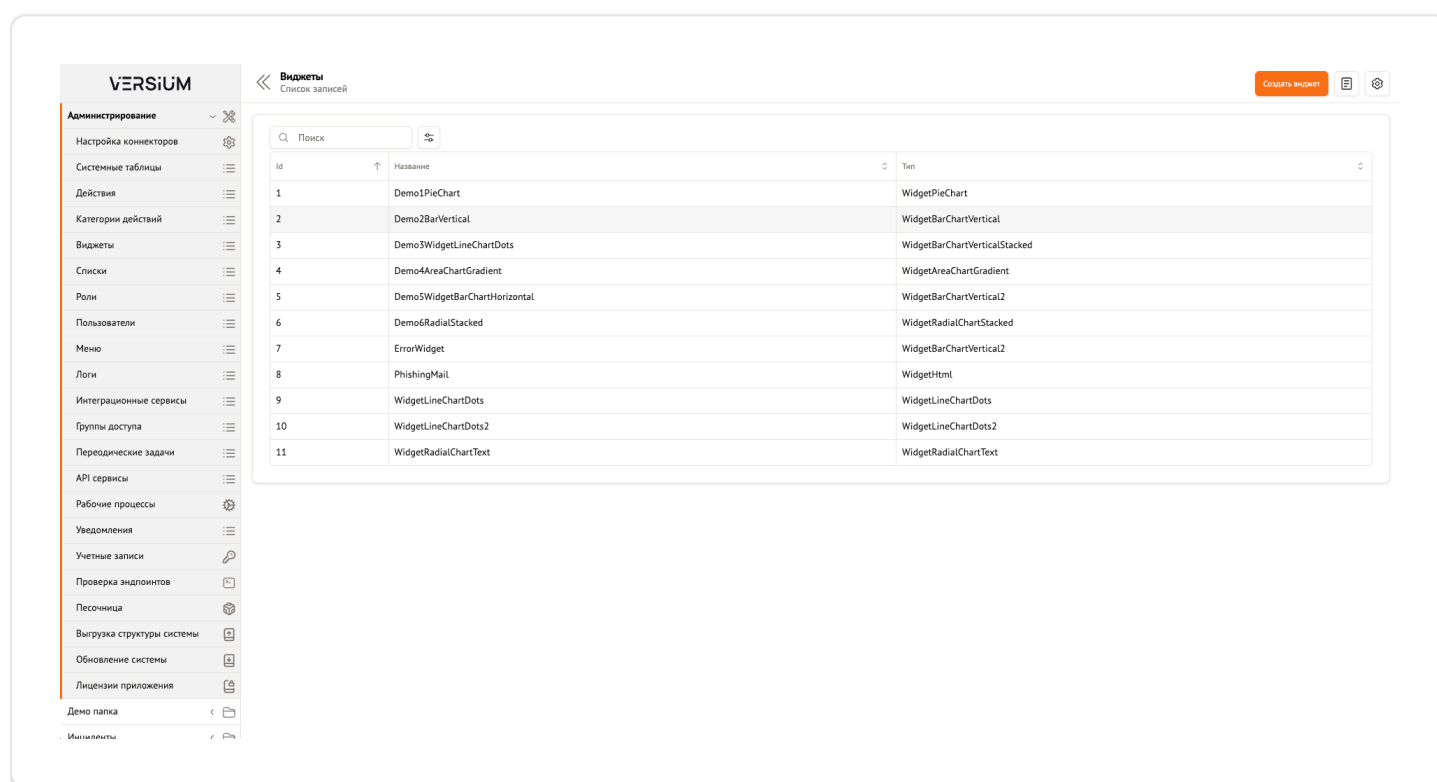 VERSIUM
Виджеты
Список записей
Создать виджет
Администрирование
Настройка коннекторов
Системные таблицы
Действия
Категории действий
Виджеты
Списки
Роли
Пользователи
Меню
Логи
Интеграционные сервисы
Группы доступа
Переодические задачи
API сервисы
Рабочие процессы
Уведомления
Учетные записи
Проверка эндпоинтов
Песочница
Выгрузка структуры системы
Обновление системы
Лицензии приложения
Демо папка
Инциденты
Поиск
Id Название Тип
1 Demo1PieChart WidgetPieChart
2 Demo2BarVertical WidgetBarChartVertical
3 Demo3WidgetLineChartDots WidgetBarChartVerticalStacked
4 Demo4AreaChartGradient WidgetAreaChartGradient
5 Demo5WidgetBarChartHorizontal WidgetBarChartVertical2
6 Demo6RadialStacked WidgetRadialChartStacked
7 ErrorWidget WidgetBarChartVertical2
8 PhishingMail WidgetHtml
9 WidgetLineChartDots WidgetLineChartDots
10 WidgetLineChartDots2 WidgetLineChartDots2
11 WidgetRadialChartText WidgetRadialChartText